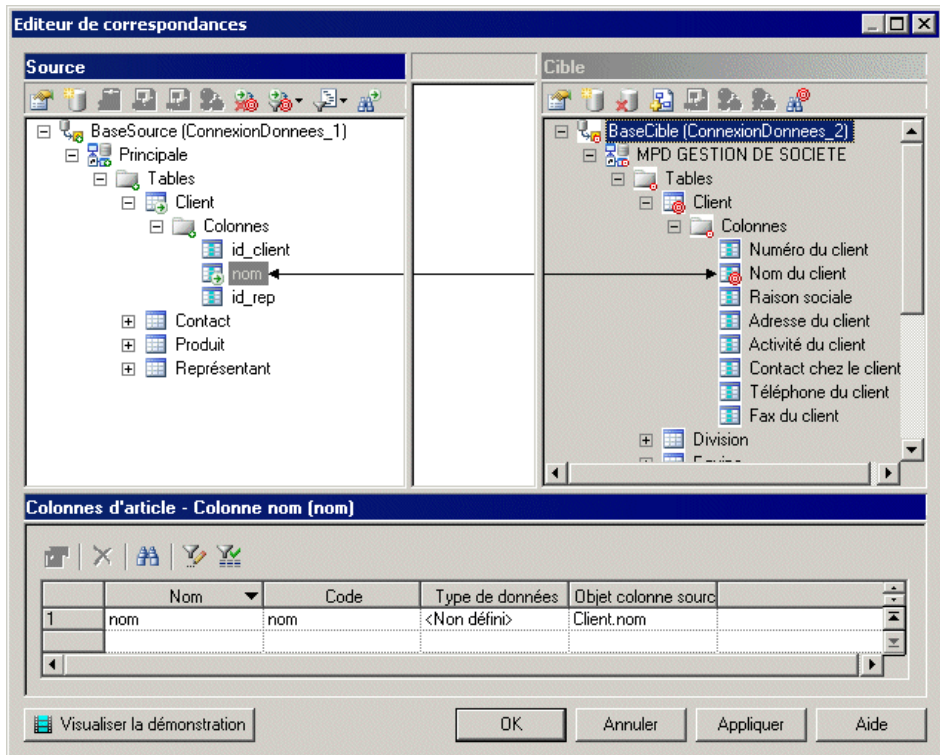 Editeur de correspondances
Source
Cible
BaseSource (ConnexionDonnees_1)
Principale
Tables
Client
Colonnes
id_client
nom
id_rep
Contact
Produit
Représentant
BaseCible (ConnexionDonnees_2)
MPD GESTION DE SOCIETE
Tables
Client
Colonnes
Numéro du client
Nom du client
Raison sociale
Adresse du client
Activité du client
Contact chez le client
Téléphone du client
Fax du client
Division
Colonnes d'article - Colonne nom (nom)
Nom Code Type de données Objet colonne sourc
1 nom nom <Non défini> Client.nom
Visualiser la démonstration OK Annuler Appliquer Aide